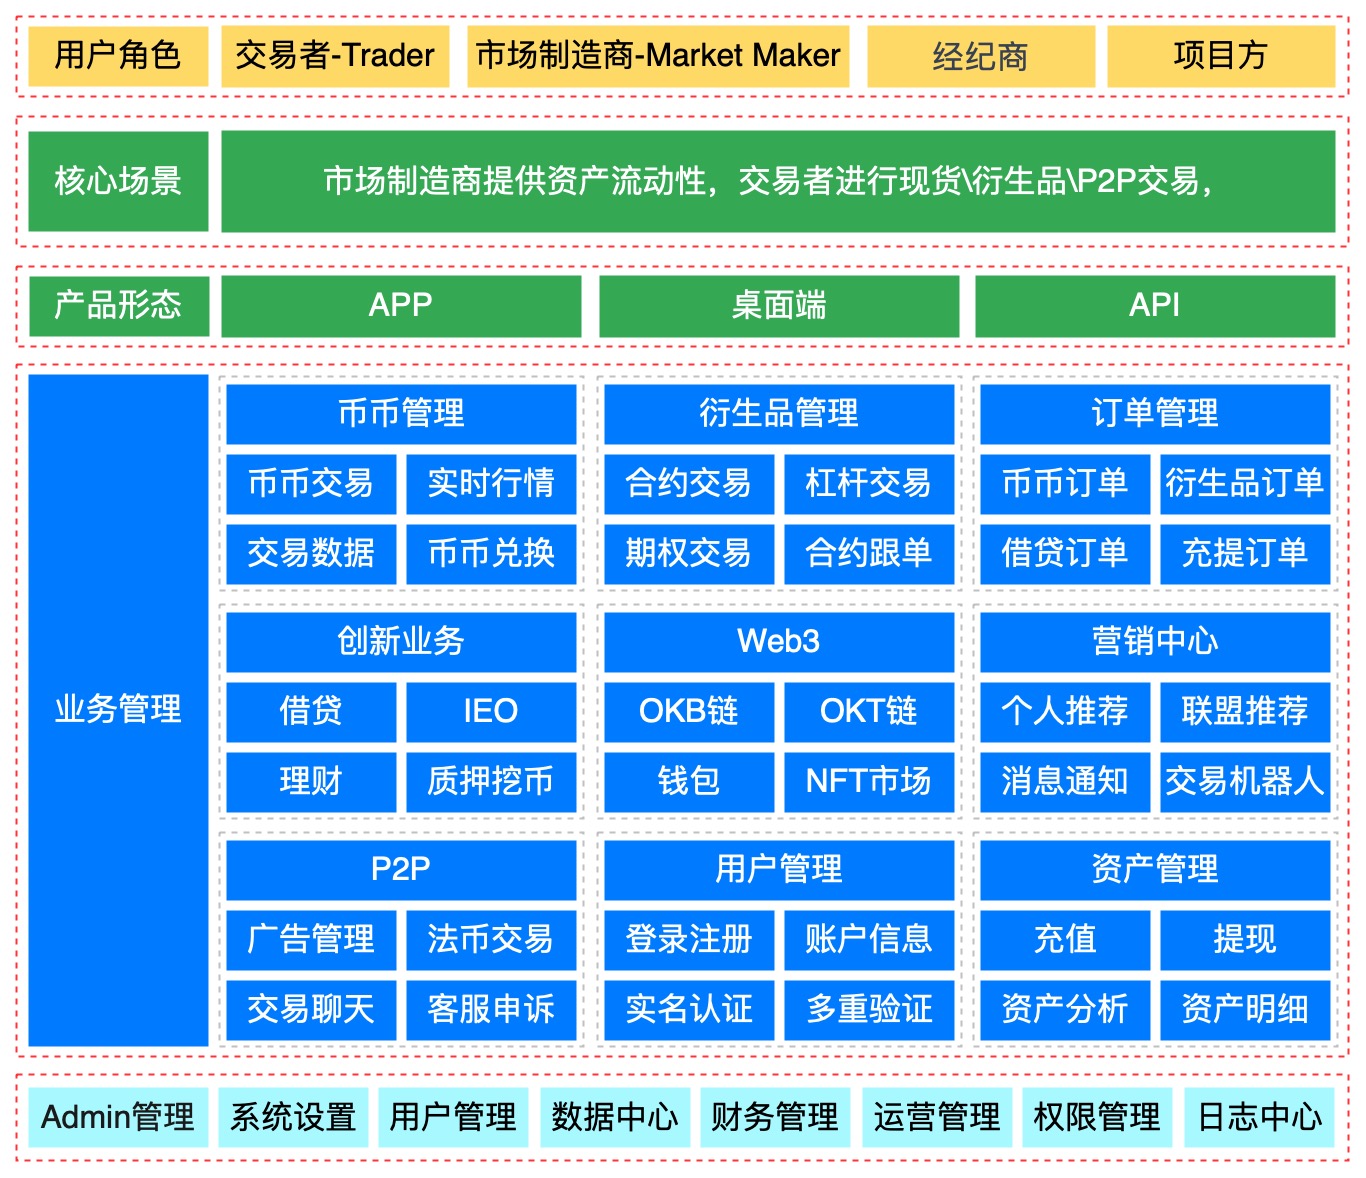 用户角色
交易者-Trader
市场制造商-Market Maker
经纪商
项目方
核心场景
市场制造商提供资产流动性，交易者进行现货\衍生品\P2P交易，
产品形态
APP
桌面端
API
业务管理
币币管理
币币交易
实时行情
交易数据
币币兑换
衍生品管理
合约交易
杠杆交易
期权交易
合约跟单
订单管理
币币订单
衍生品订单
借贷订单
充提订单
创新业务
借贷
IEO
理财
质押挖币
Web3
OKB链
OKT链
钱包
NFT市场
营销中心
个人推荐
联盟推荐
消息通知
交易机器人
P2P
广告管理
法币交易
交易聊天
客服申诉
用户管理
登录注册
账户信息
实名认证
多重验证
资产管理
充值
提现
资产分析
资产明细
Admin管理
系统设置
用户管理
数据中心
财务管理
运营管理
权限管理
日志中心